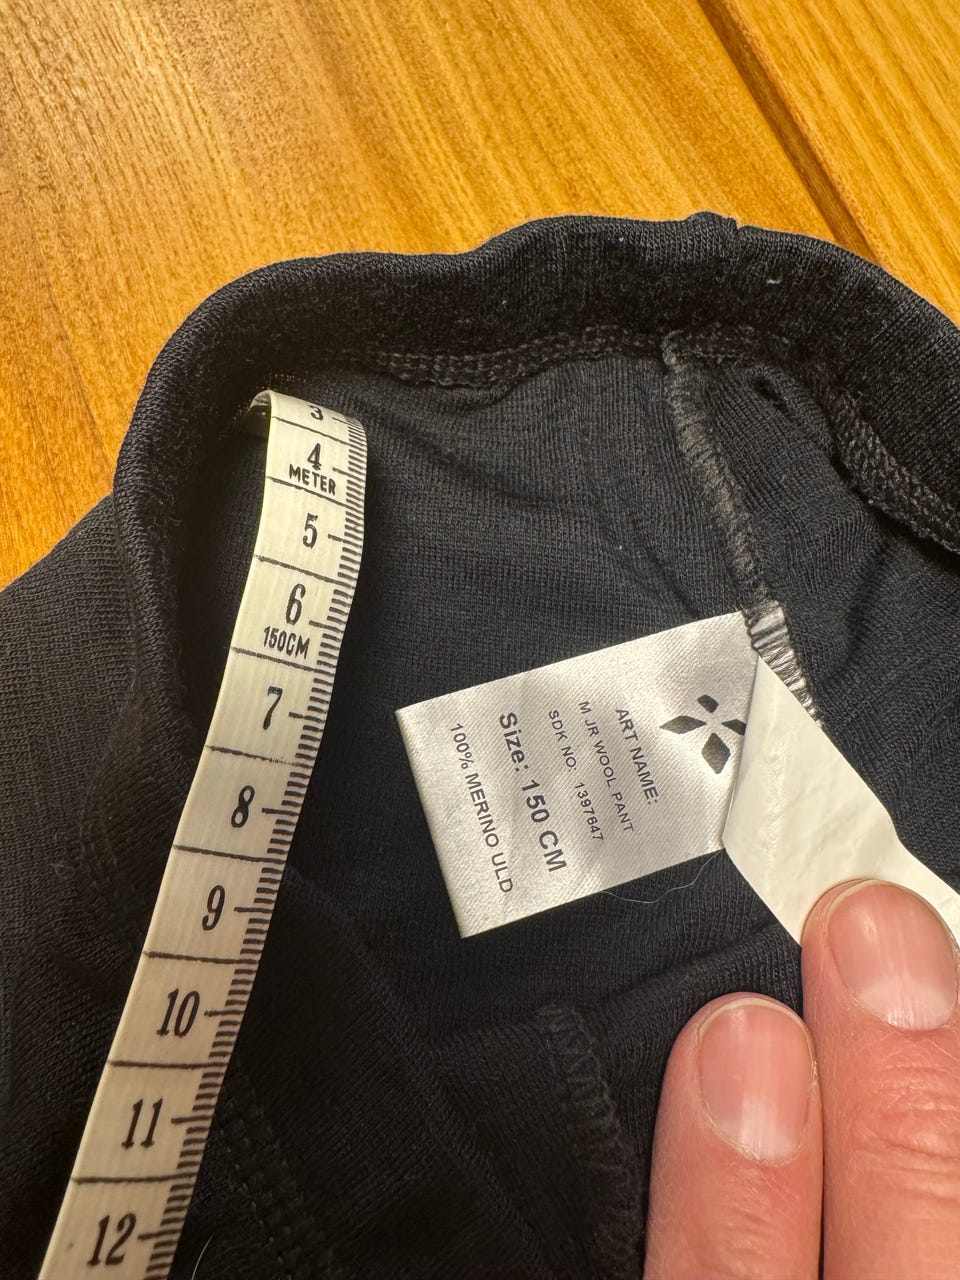 3
4
METER
5
6
150CM
7
8
9
10
11
12
ART NAME:
M JR WOOL PANT
SDK NO: 1397647
Size: 150 CM
100% MERINO ULD